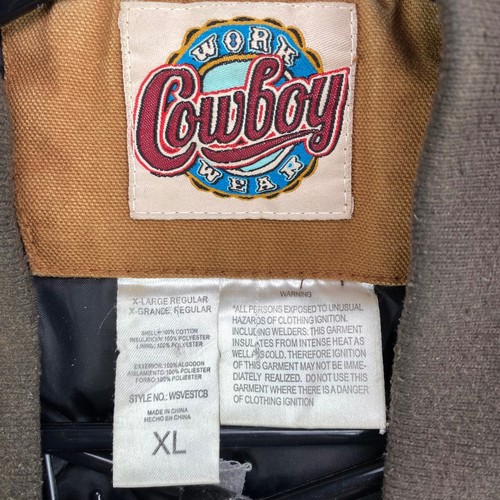 WORK
Cowboy
WEAR
X-LARGE REGULAR
X-GRANDE REGULAR
SHELL: 100% COTTON
INSULATION: 100% POLYESTER
LINING: 100% POLYESTER
EXTERIOR: 100% ALGODON
AISLAMIENTO: 100% POLIESTER
FORRO: 100% POLIESTER
STYLE NO.: WSVESTCB
MADE IN CHINA
HECHO EN CHINA
XL
WARNING
*ALL PERSONS EXPOSED TO UNUSUAL
HAZARDS OF CLOTHING IGNITION.
INCLUDING WELDERS: THIS GARMENT
INSULATES FROM INTENSE HEAT AS
WELL AS COLD. THEREFORE IGNITION
OF THIS GARMENT MAY NOT BE IMME-
DIATELY REALIZED. DO NOT USE THIS
GARMENT WHERE THERE IS A DANGER
OF CLOTHING IGNITION